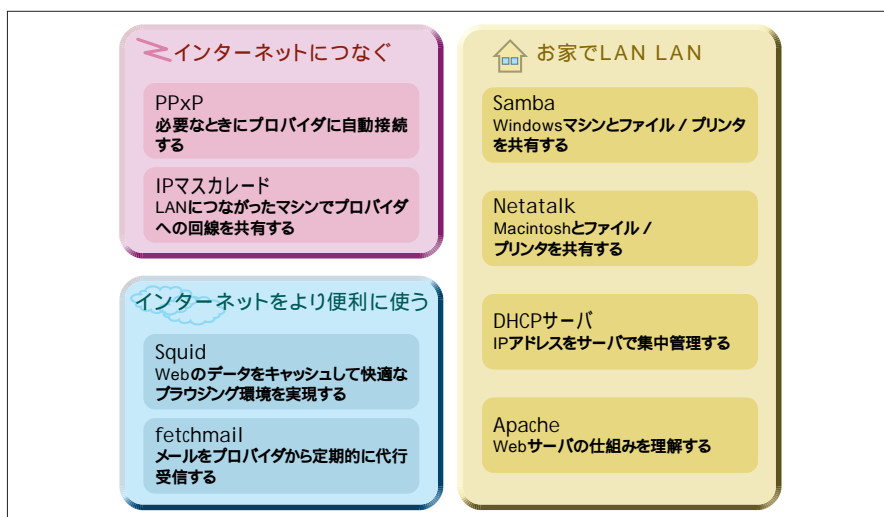 インターネットにつなぐ
PPxP
必要なときにプロバイダに自動接続
する
IPマスカレード
LANにつながったマシンでプロバイダ
への回線を共有する
インターネットをより便利に使う
Squid
Webのデータをキャッシュして快適な
ブラウジング環境を実現する
fetchmail
メールをプロバイダから定期的に代行
受信する
お家でLAN LAN
Samba
Windowsマシンとファイル / プリンタ
を共有する
Netatalk
Macintoshとファイル /
プリンタを共有する
DHCPサーバ
IPアドレスをサーバで集中管理する
Apache
Webサーバの仕組みを理解する